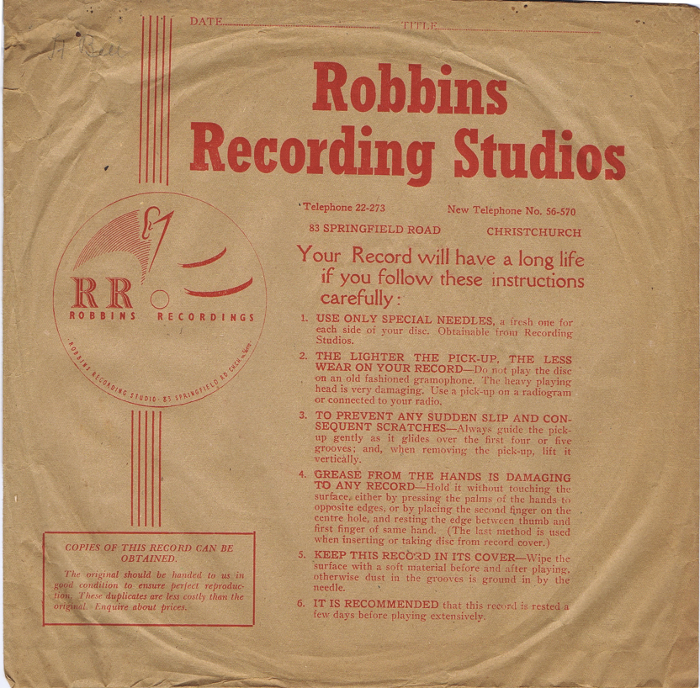 DATE TITLE
Robbins
Recording Studios
Telephone 22-273 New Telephone No. 56-570
83 SPRINGFIELD ROAD CHRISTCHURCH
Your Record will have a long life
if you follow these instructions
carefully :
1. USE ONLY SPECIAL NEEDLES, a fresh one for
each side of your disc. Obtainable from Recording
Studios.
2. THE LIGHTER THE PICK-UP, THE LESS
WEAR ON YOUR RECORD—Do not play the disc
on an old fashioned gramophone. The heavy playing
head is very damaging. Use a pick-up on a radiogram
or connected to your radio.
3. TO PREVENT ANY SUDDEN SLIP AND CON-
SEQUENT SCRATCHES—Always guide the pick-
up gently as it glides over the first four or five
grooves; and, when removing the pick-up, lift it
vertically.
4. GREASE FROM THE HANDS IS DAMAGING
TO ANY RECORD—Hold it without touching the
surface, either by pressing the palms of the hands to
opposite edges, or by placing the second finger on the
centre hole, and resting the edge between thumb and
first finger of same hand. (The last method is used
when inserting or taking disc from record cover.)
5. KEEP THIS RECORD IN ITS COVER—Wipe the
surface with a soft material before and after playing,
otherwise dust in the grooves is ground in by the
needle.
6. IT IS RECOMMENDED that this record is rested a
few days before playing extensively.
RR
ROBBINS RECORDINGS
ROBBINS RECORDING STUDIO · 83 SPRINGFIELD RD CHCH
COPIES OF THIS RECORD CAN BE
OBTAINED.
The original should be handed to us in
good condition to ensure perfect reproduc-
tion. These duplicates are less costly than the
original. Enquire about prices.